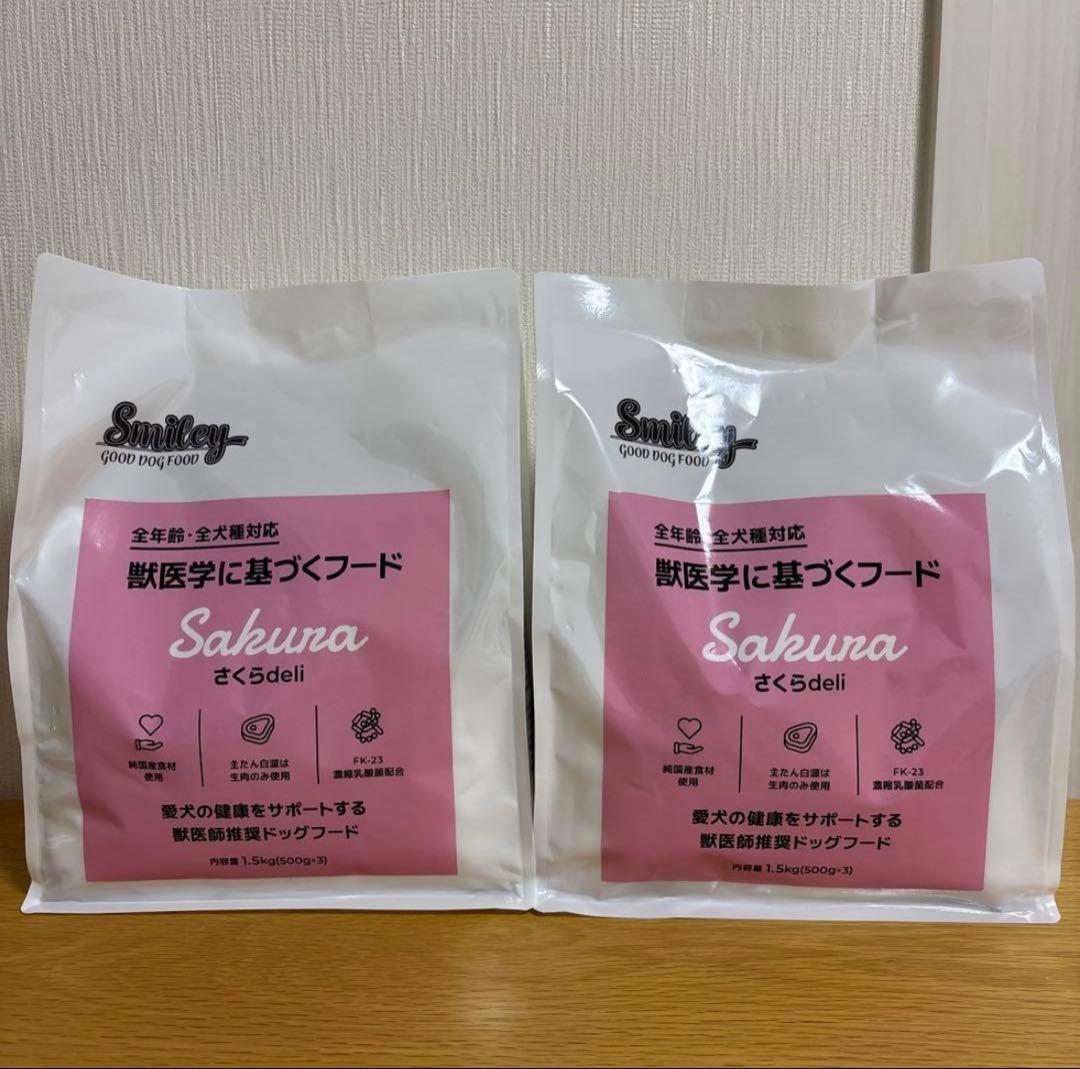 Smiley
GOOD DOG FOOD
全年齢・全犬種対応
獣医学に基づくフード
Sakura
さくらdeli
純国産食材
使用
主たん白源は
生肉のみ使用
FK-23
濃縮乳酸菌配合
愛犬の健康をサポートする
獣医師推奨ドッグフード
内容量 1.5kg(500g×3)
Smiley
GOOD DOG FOOD
全年齢・全犬種対応
獣医学に基づくフード
Sakura
さくらdeli
純国産食材
使用
主たん白源は
生肉のみ使用
FK-23
濃縮乳酸菌配合
愛犬の健康をサポートする
獣医師推奨ドッグフード
内容量 1.5kg(500g×3)